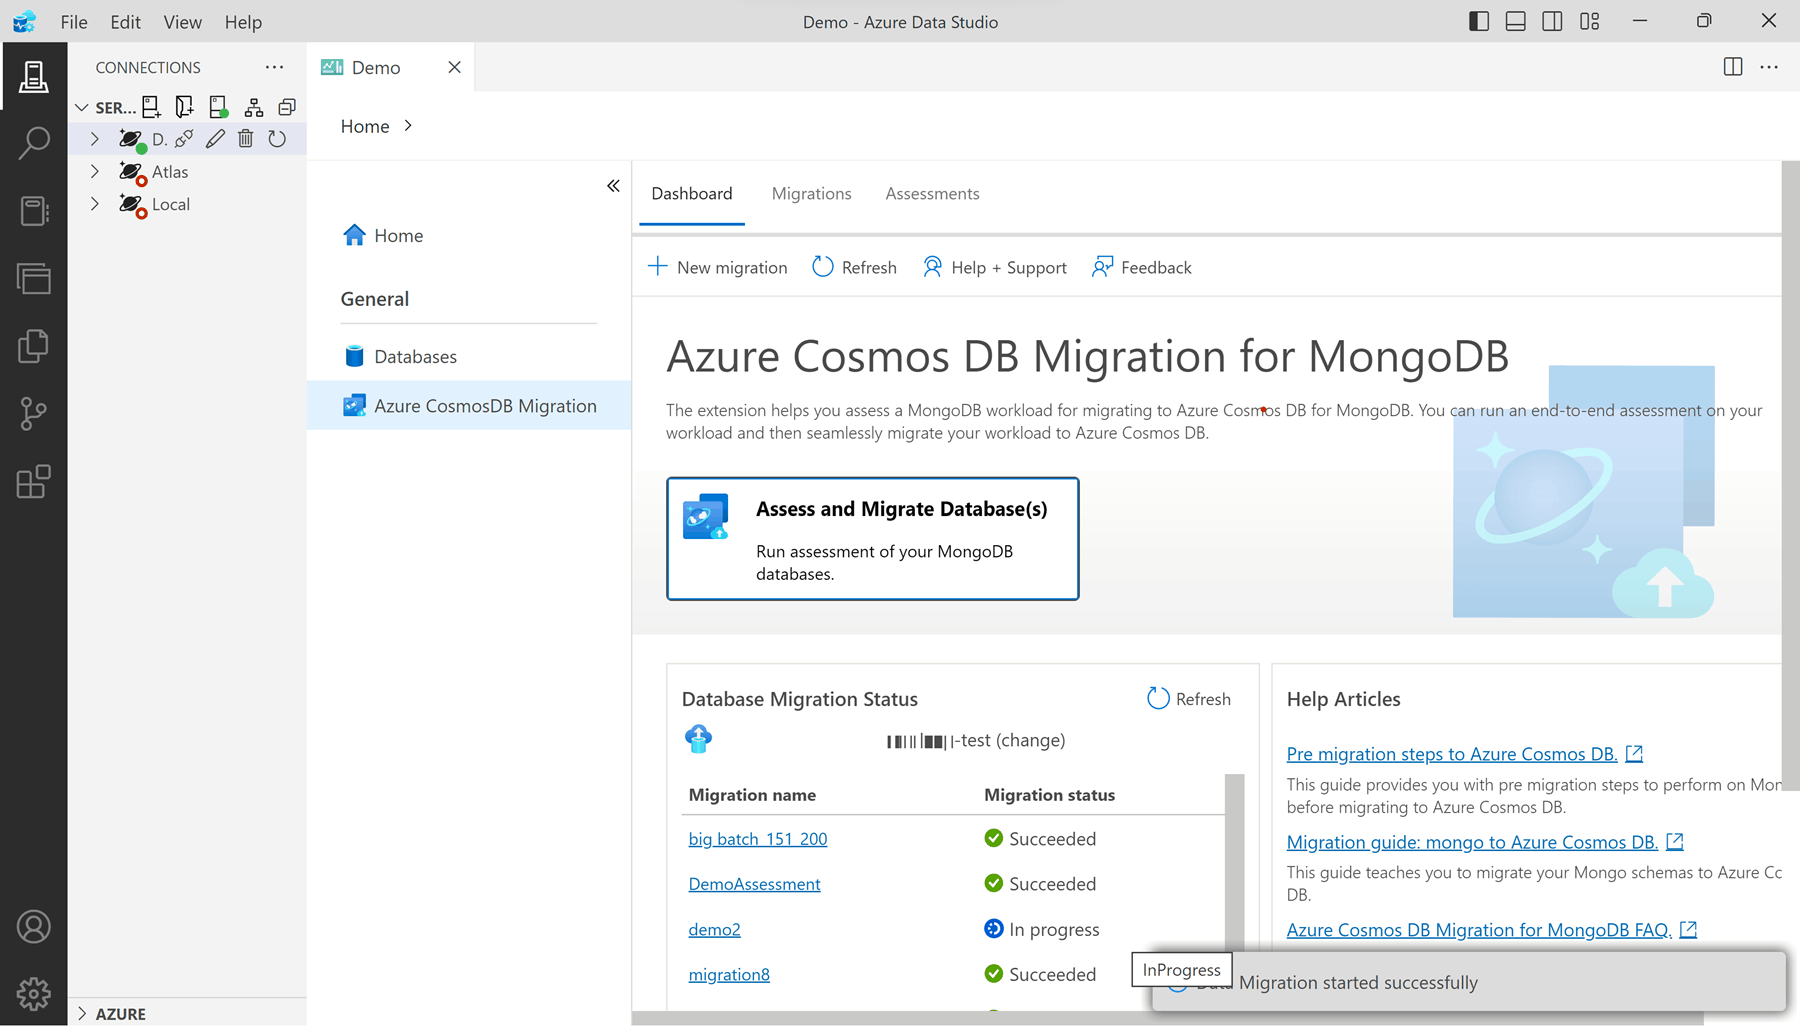 File Edit View Help
Demo - Azure Data Studio
CONNECTIONS
SER...
D.
Atlas
Local
AZURE
Demo
Home
Home
General
Databases
Azure CosmosDB Migration
Dashboard Migrations Assessments
New migration Refresh Help + Support Feedback
Azure Cosmos DB Migration for MongoDB
The extension helps you assess a MongoDB workload for migrating to Azure Cosmos DB for MongoDB. You can run an end-to-end assessment on your
workload and then seamlessly migrate your workload to Azure Cosmos DB.
Assess and Migrate Database(s)
Run assessment of your MongoDB
databases.
Database Migration Status
Refresh
-test (change)
Migration name Migration status
big batch 151 200 Succeeded
DemoAssessment Succeeded
demo2 In progress
migration8 Succeeded
Help Articles
Pre migration steps to Azure Cosmos DB.
This guide provides you with pre migration steps to perform on Mon
before migrating to Azure Cosmos DB.
Migration guide: mongo to Azure Cosmos DB.
This guide teaches you to migrate your Mongo schemas to Azure Cc
DB.
Azure Cosmos DB Migration for MongoDB FAQ.
InProgress
Migration started successfully